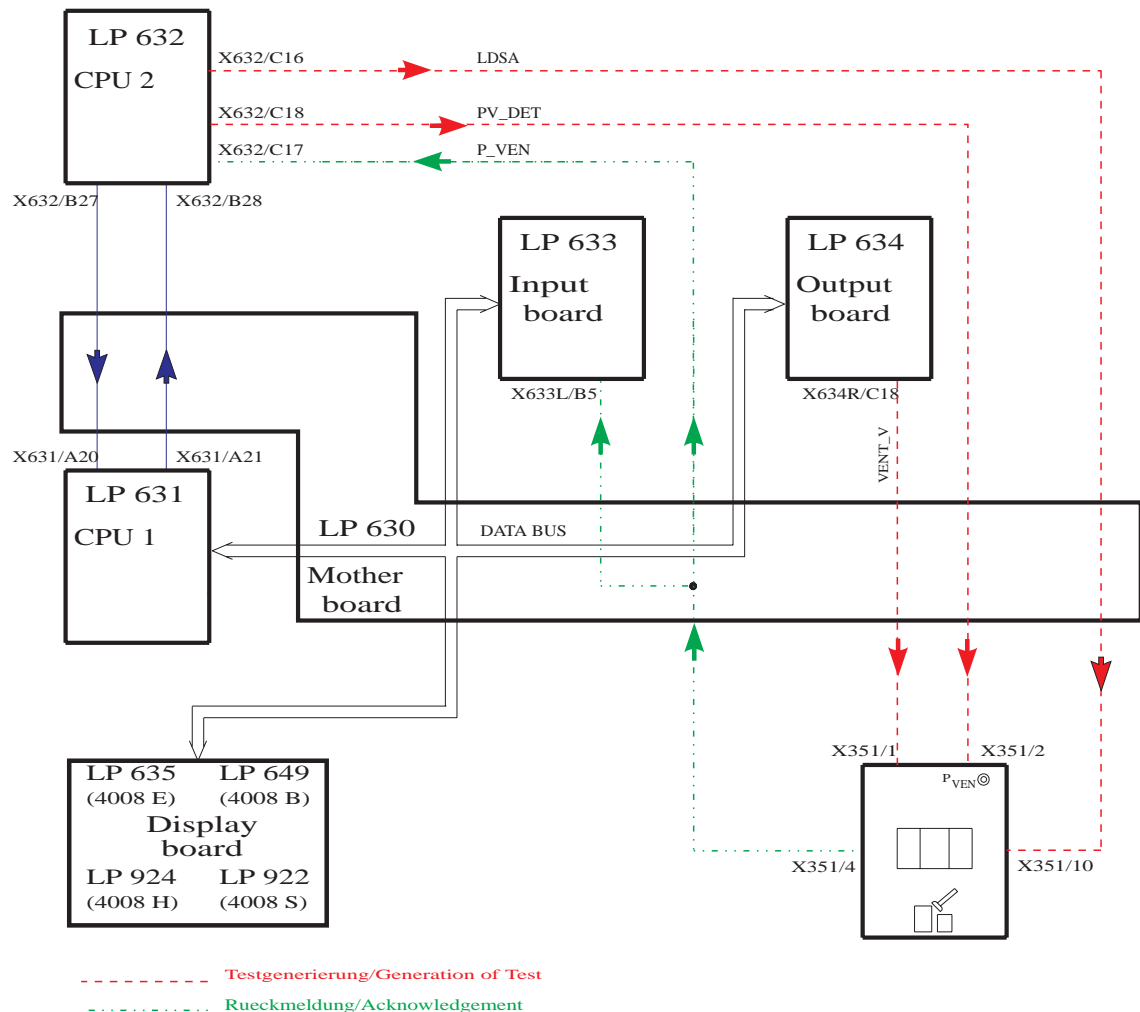 LP 632
CPU 2
X632/C16
LDSA
X632/C18
PV_DET
X632/C17
P_VEN
X632/B27
X632/B28
LP 633
Input
board
X633L/B5
LP 634
Output
board
X634R/C18
VENT_V
X631/A20
X631/A21
LP 631
CPU 1
LP 630
DATA BUS
Mother
board
X351/1
X351/2
P VEN
X351/4
X351/10
LP 635
LP 649
(4008 E)
(4008 B)
Display
board
LP 924
LP 922
(4008 H)
(4008 S)
Testgenerierung/Generation of Test
Rueckmeldung/Acknowledgement